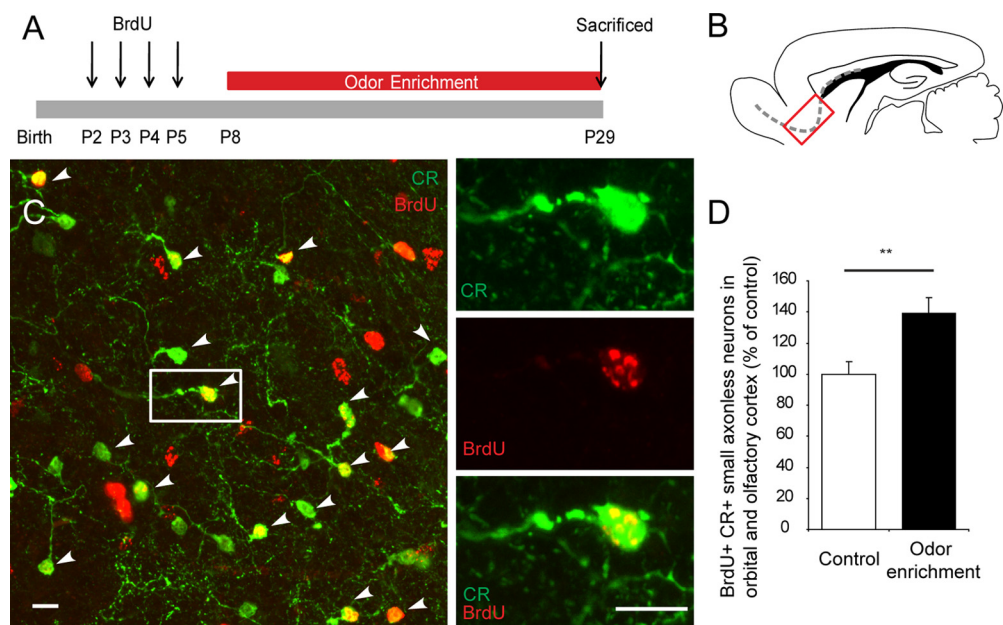 A
BrdU
Sacrificed
Odor Enrichment
Birth
P2
P3
P4
P5
P8
P29
B
C
CR
BrdU
CR
BrdU
CR
BrdU
D
**
BrdU+ CR+ small axonless neurons in
orbital and olfactory cortex (% of control)
160
140
120
100
80
60
40
20
0
Control
Odor
enrichment